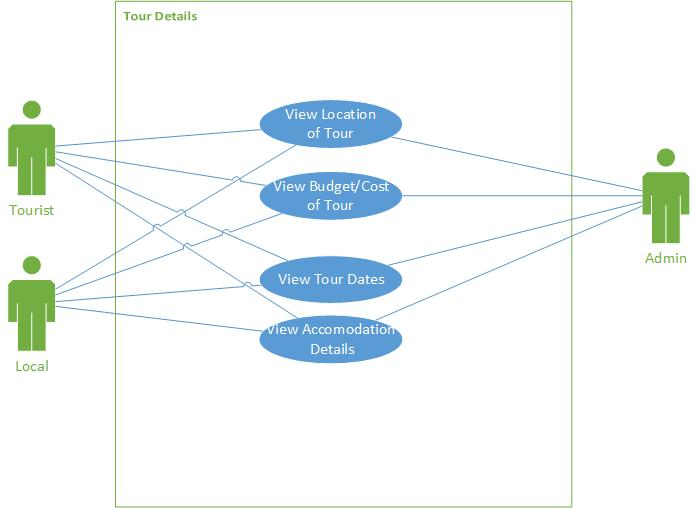 Tour Details
View Location
of Tour
View Budget/Cost
of Tour
Tourist
Admin
View Tour Dates
View Accomodation
Details
Local